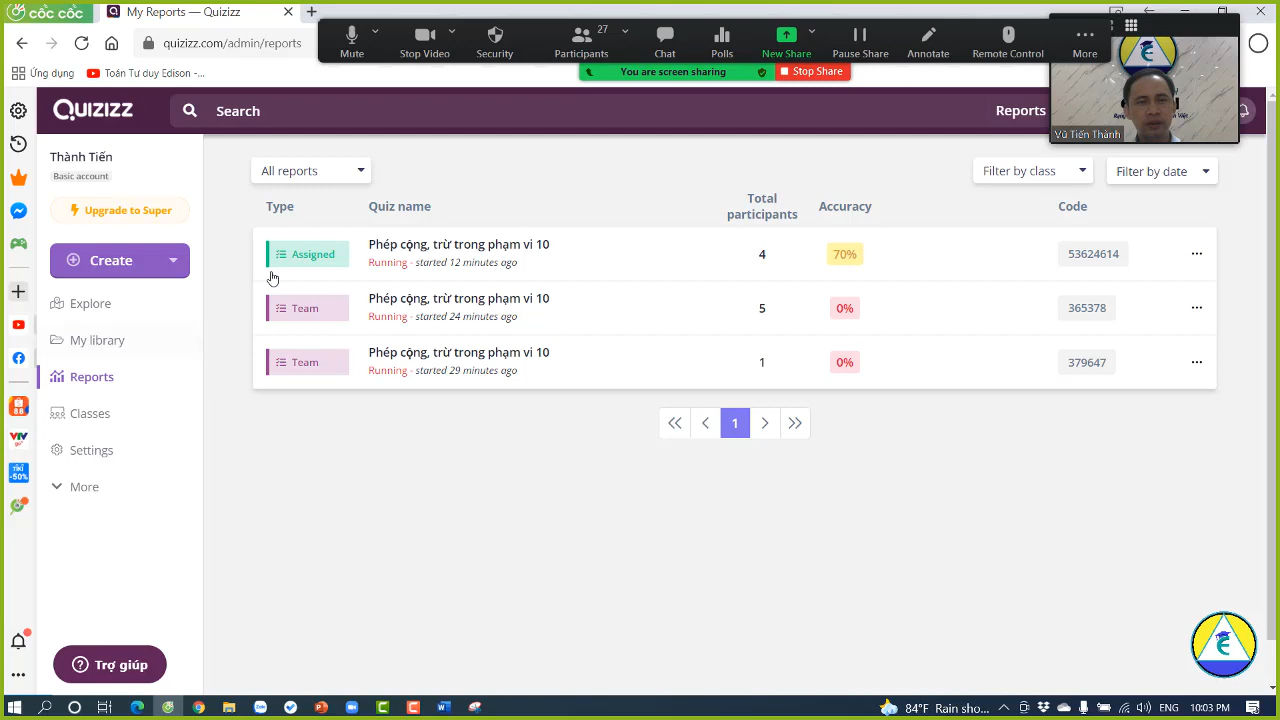 cốc cốc
My Reports - Quizizz
quizizz.com/admin/reports
Mute
Stop Video
Security
Participants
27
Chat
Polls
New Share
Pause Share
Annotate
Remote Control
More
You are screen sharing
Stop Share
Ứng dụng
Toán Tư duy Edison -...
Vũ Tiến Thành
QUIZIZZ
Search
Reports
Thành Tiến
Basic account
Upgrade to Super
Create
Explore
My library
Reports
Classes
Settings
More
Trợ giúp
All reports
Filter by class
Filter by date
Type
Quiz name
Total participants
Accuracy
Code
Assigned
Phép cộng, trừ trong phạm vi 10
Running - started 12 minutes ago
4
70%
53624614
Team
Phép cộng, trừ trong phạm vi 10
Running - started 24 minutes ago
5
0%
365378
Team
Phép cộng, trừ trong phạm vi 10
Running - started 29 minutes ago
1
0%
379647
1
84°F Rain sho...
ENG
10:03 PM